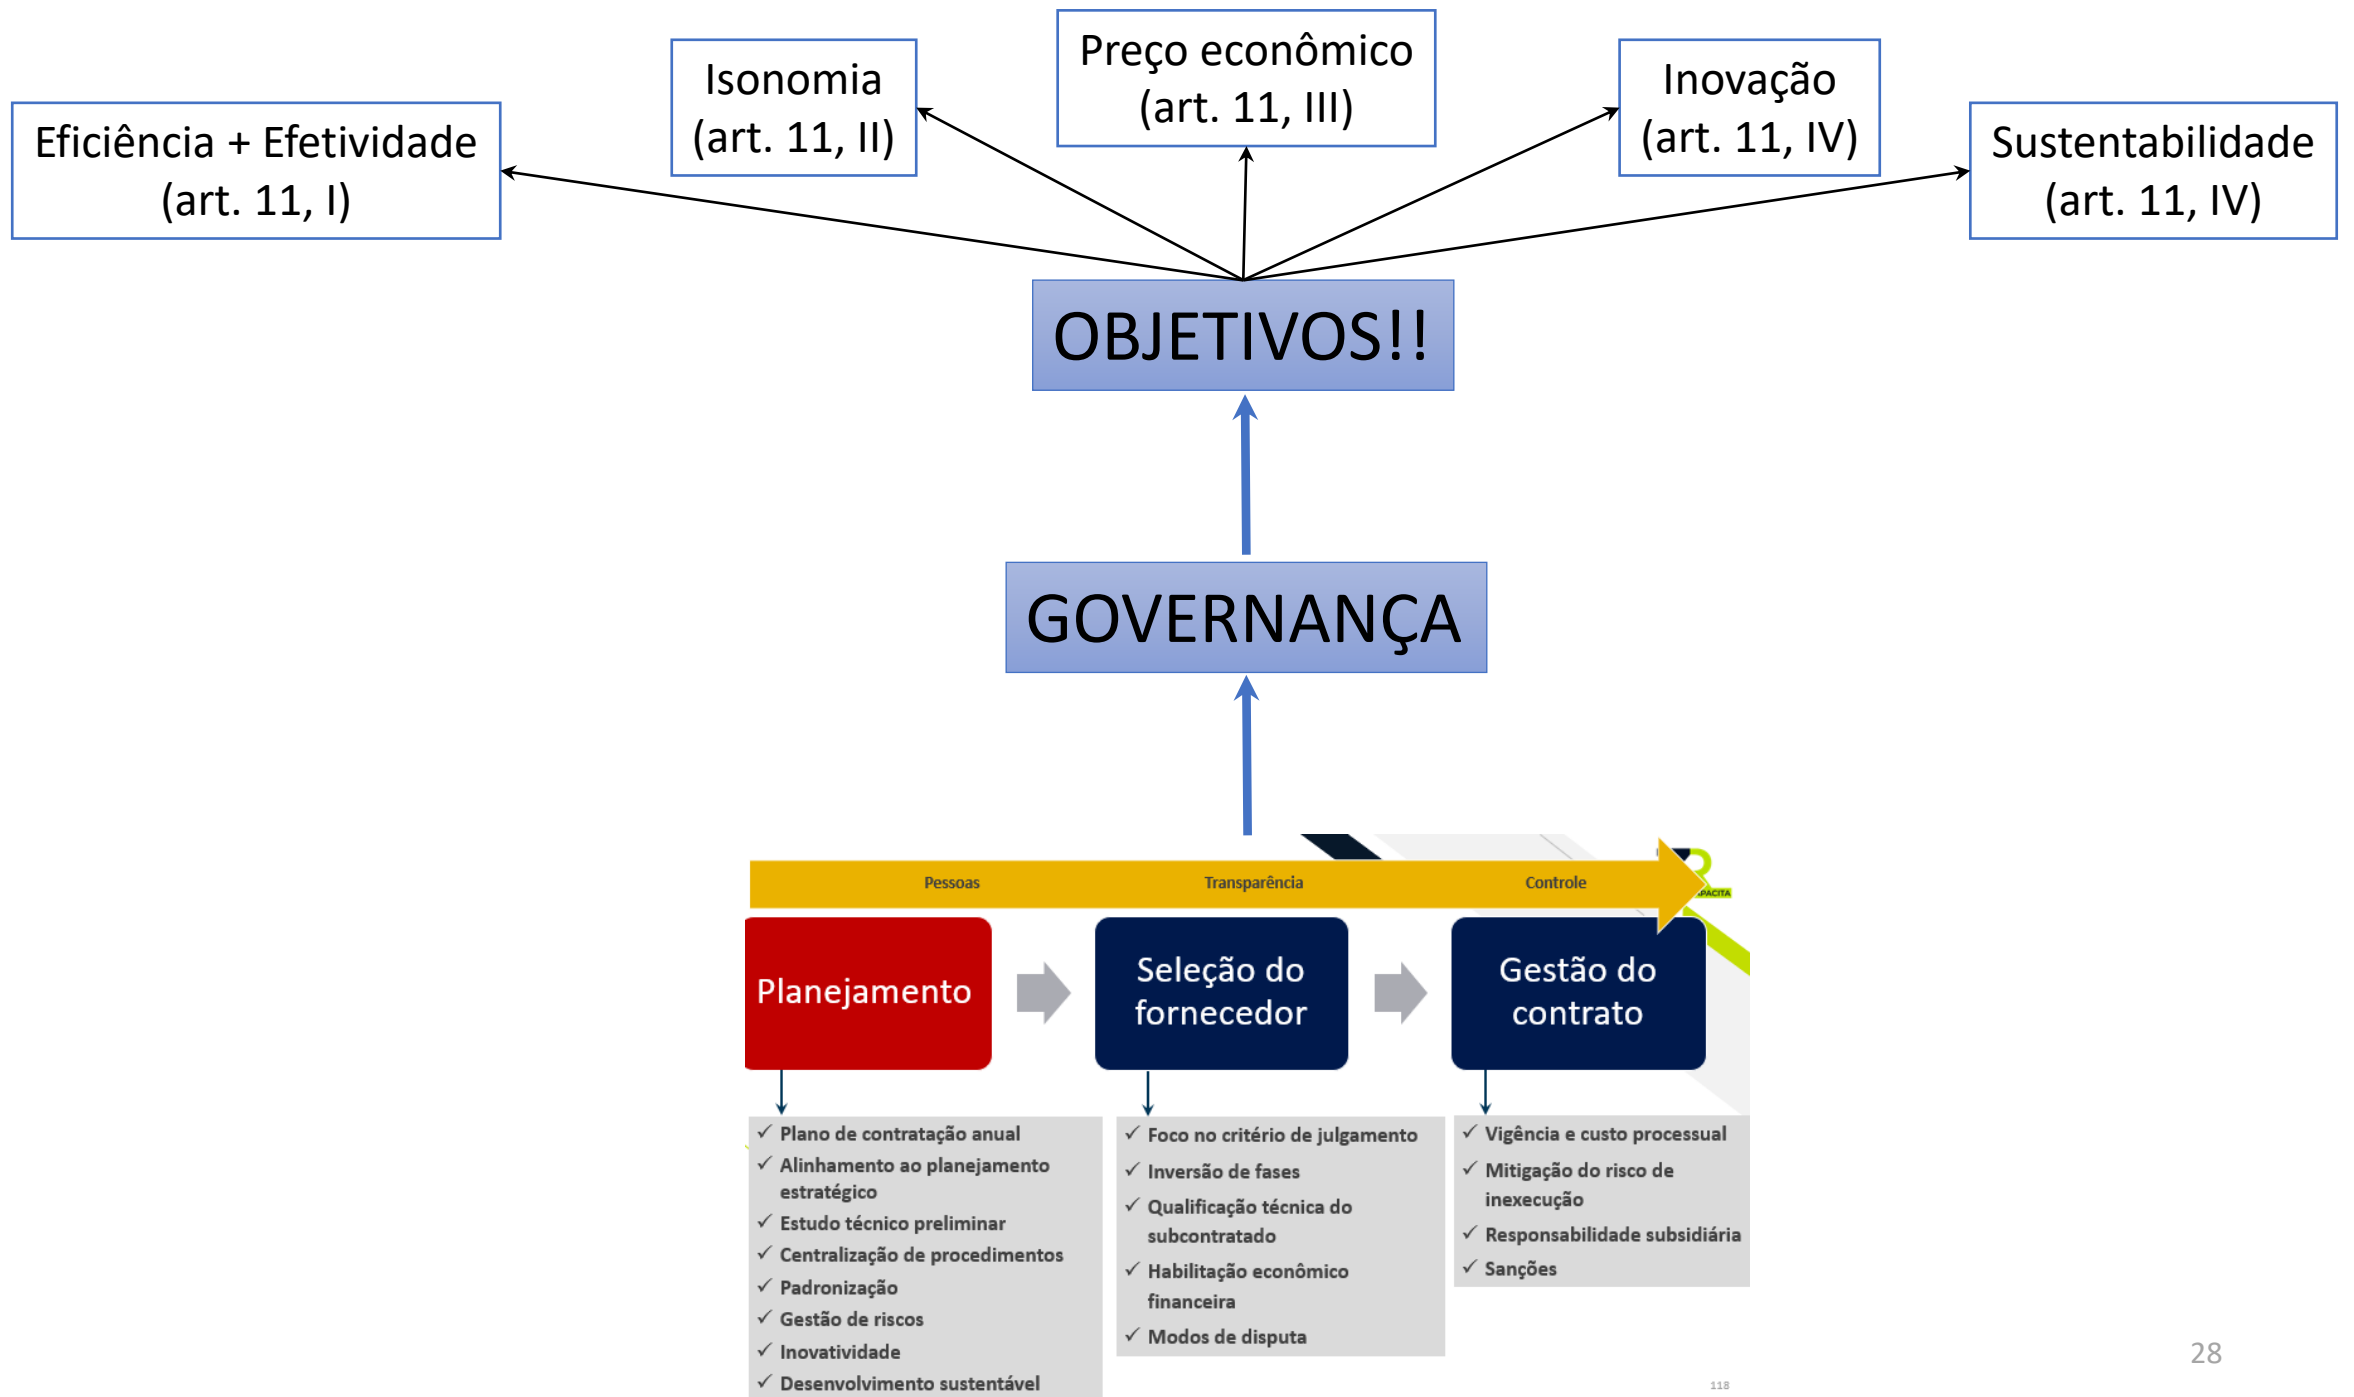 Preço econômico
(art. 11, III)
Isonomia
(art. 11, II)
Inovação
(art. 11, IV)
Eficiência + Efetividade
(art. 11, I)
Sustentabilidade
(art. 11, IV)
OBJETIVOS!!
GOVERNANÇA
Pessoas
Transparência
Controle
Planejamento
Seleção do
fornecedor
Gestão do
contrato
✓ Plano de contratação anual
✓ Alinhamento ao planejamento
estratégico
✓ Estudo técnico preliminar
✓ Centralização de procedimentos
✓ Padronização
✓ Gestão de riscos
✓ Inovatividade
✓ Desenvolvimento sustentável
✓ Foco no critério de julgamento
✓ Inversão de fases
✓ Qualificação técnica do
subcontratado
✓ Habilitação econômico
financeira
✓ Modos de disputa
✓ Vigência e custo processual
✓ Mitigação do risco de
inexecução
✓ Responsabilidade subsidiária
✓ Sanções
28
118